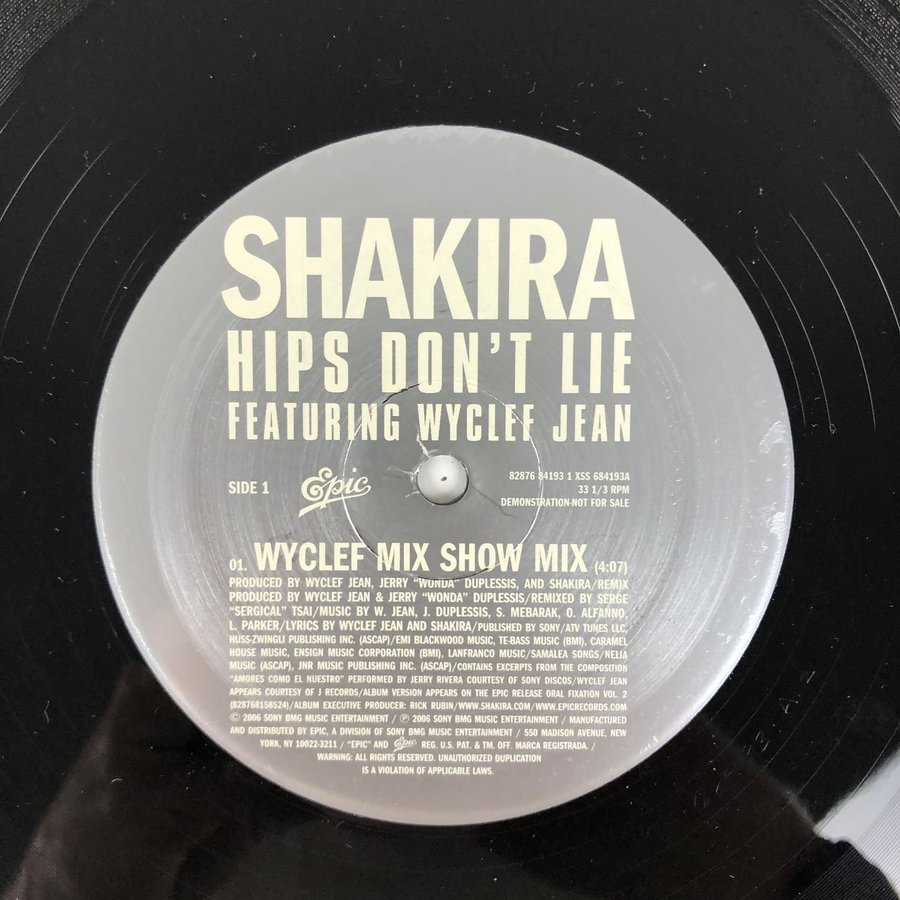 SHAKIRA
HIPS DON'T LIE
FEATURING WYCLEF JEAN
SIDE 1
Epic
82876 84193 1 XSS 684193A
33 1/3 RPM
DEMONSTRATION-NOT FOR SALE
01. WYCLEF MIX SHOW MIX (4:07)
PRODUCED BY WYCLEF JEAN, JERRY "WONDA" DUPLESSIS, AND SHAKIRA/REMIX
PRODUCED BY WYCLEF JEAN & JERRY "WONDA" DUPLESSIS/REMIXED BY SERGE
"SERGICAL" TSAI/MUSIC BY W. JEAN, J. DUPLESSIS, S. MEBARAK, O. ALFANNO,
L. PARKER/LYRICS BY WYCLEF JEAN AND SHAKIRA/PUBLISHED BY SONY/ATV TUNES LLC,
HUSS-ZWINGLI PUBLISHING INC. (ASCAP)/EMI BLACKWOOD MUSIC, TE-BASS MUSIC (BMI), CARAMEL
HOUSE MUSIC, ENSIGN MUSIC CORPORATION (BMI), LANFRANCO MUSIC/SAMALEA SONGS/NELIA
MUSIC (ASCAP), JNR MUSIC PUBLISHING INC. (ASCAP)/CONTAINS EXCERPTS FROM THE COMPOSITION
"AMORES COMO EL NUESTRO" PERFORMED BY JERRY RIVERA COURTESY OF SONY DISCOS/WYCLEF JEAN
APPEARS COURTESY OF J RECORDS/ALBUM VERSION APPEARS ON THE EPIC RELEASE ORAL FIXATION VOL. 2
(828768158524)/ALBUM EXECUTIVE PRODUCER: RICK RUBIN/WWW.SHAKIRA.COM/WWW.EPICRECORDS.COM
© 2006 SONY BMG MUSIC ENTERTAINMENT / ℗ 2006 SONY BMG MUSIC ENTERTAINMENT / MANUFACTURED
AND DISTRIBUTED BY EPIC, A DIVISION OF SONY BMG MUSIC ENTERTAINMENT / 550 MADISON AVENUE, NEW
YORK, NY 10022-3211 / "EPIC" AND Epic REG. U.S. PAT. & TM. OFF. MARCA REGISTRADA. /
WARNING: ALL RIGHTS RESERVED. UNAUTHORIZED DUPLICATION
IS A VIOLATION OF APPLICABLE LAWS.